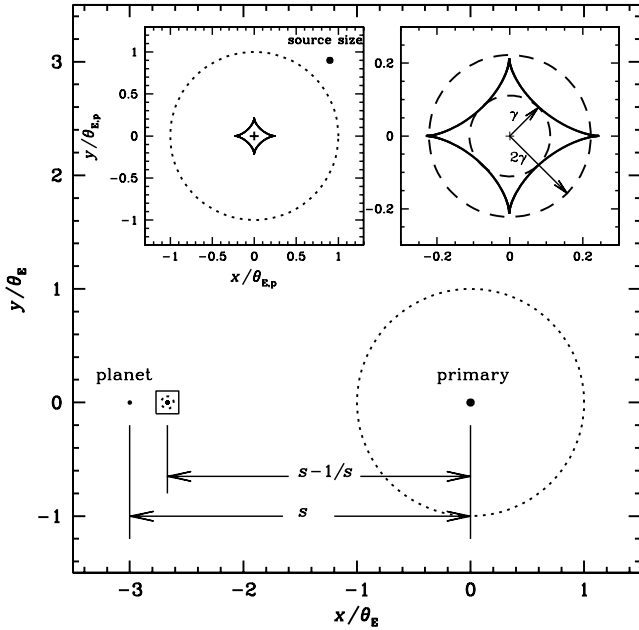 source size
1
0.5
0
−0.5
−1
y/θE,p
−1 −0.5 0 0.5 1
x/θE,p
0.2
0
−0.2
γ
2γ
−0.2 0 0.2
3
2
1
0
−1
y/θE
planet
primary
s−1/s
s
−3 −2 −1 0 1
x/θE